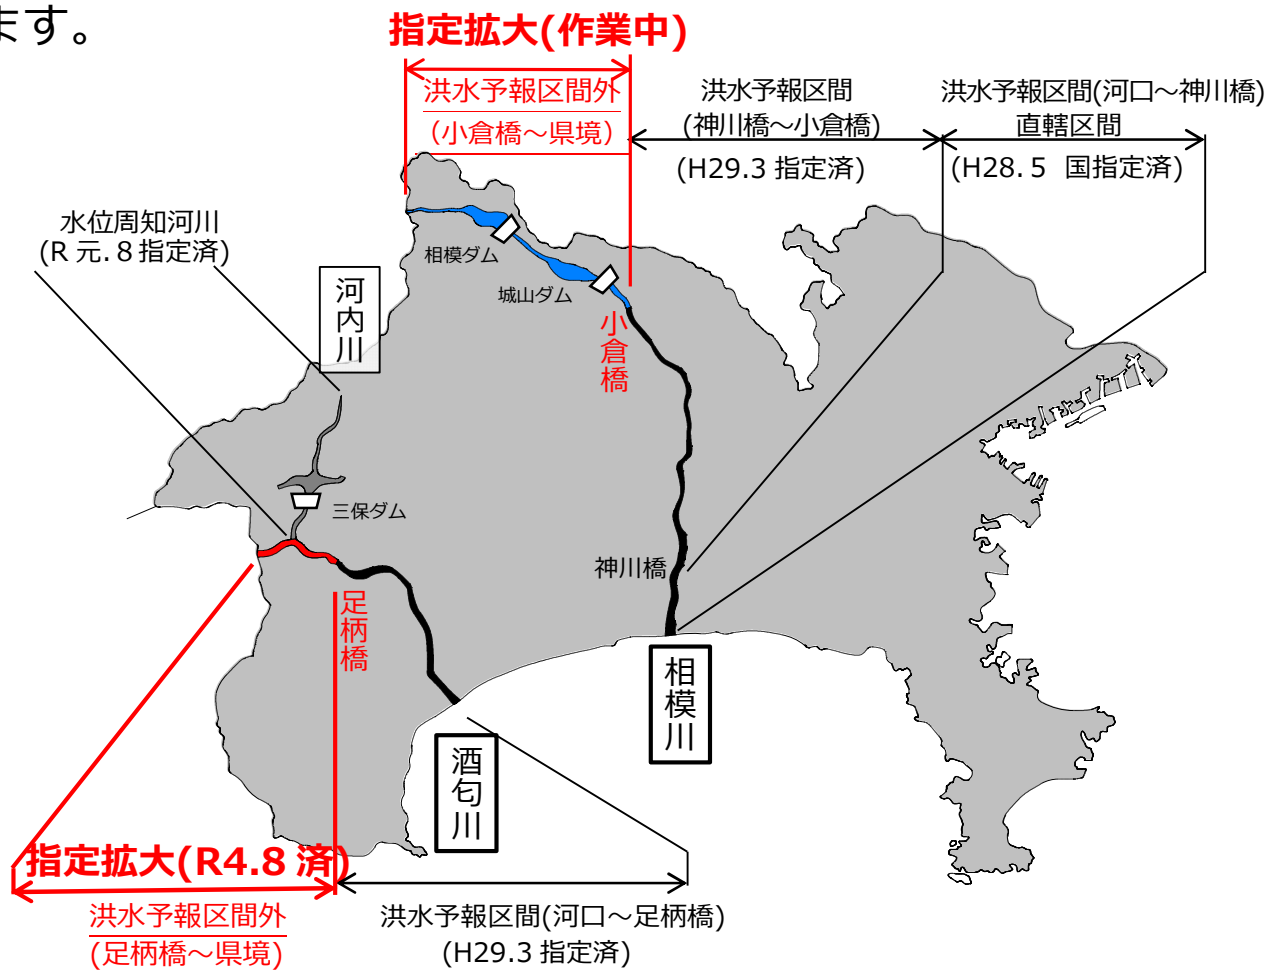 ます。
指定拡大(作業中)
洪水予報区間外
(小倉橋～県境)
洪水予報区間
(神川橋～小倉橋)
(H29.3 指定済)
洪水予報区間(河口～神川橋)
直轄区間
(H28.5 国指定済)
水位周知河川
(R 元.8 指定済)
河内川
相模ダム
城山ダム
小倉橋
三保ダム
神川橋
足柄橋
相模川
酒匂川
指定拡大(R4.8 済)
洪水予報区間外
(足柄橋～県境)
洪水予報区間(河口～足柄橋)
(H29.3 指定済)